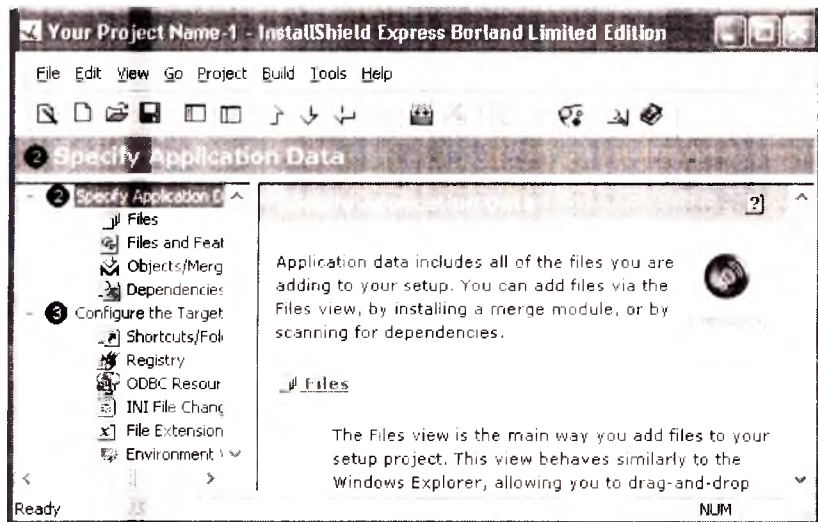 Your Project Name-1 - InstallShield Express Borland Limited Edition
File Edit View Go Project Build Tools Help
2 Specify Application Data
2 Specify Application D
Files
Files and Feat
Objects/Merg
Dependencies
3 Configure the Target
Shortcuts/Fol
Registry
ODBC Resour
INI File Chang
File Extension
Environment
Application data includes all of the files you are
adding to your setup. You can add files via the
Files view, by installing a merge module, or by
scanning for dependencies.
Files
The Files view is the main way you add files to your
setup project. This view behaves similarly to the
Windows Explorer, allowing you to drag-and-drop
Ready
NUM